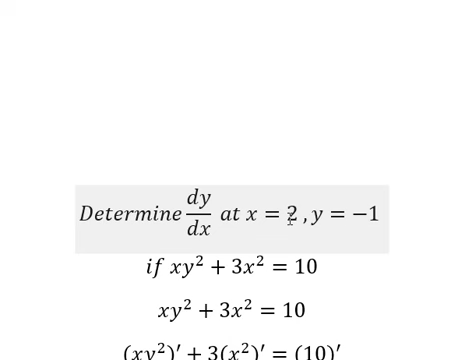 Determine dy/dx at x = 2 , y = −1
if xy² + 3x² = 10
xy² + 3x² = 10
(xy²)′ + 3(x²)′ = (10)′